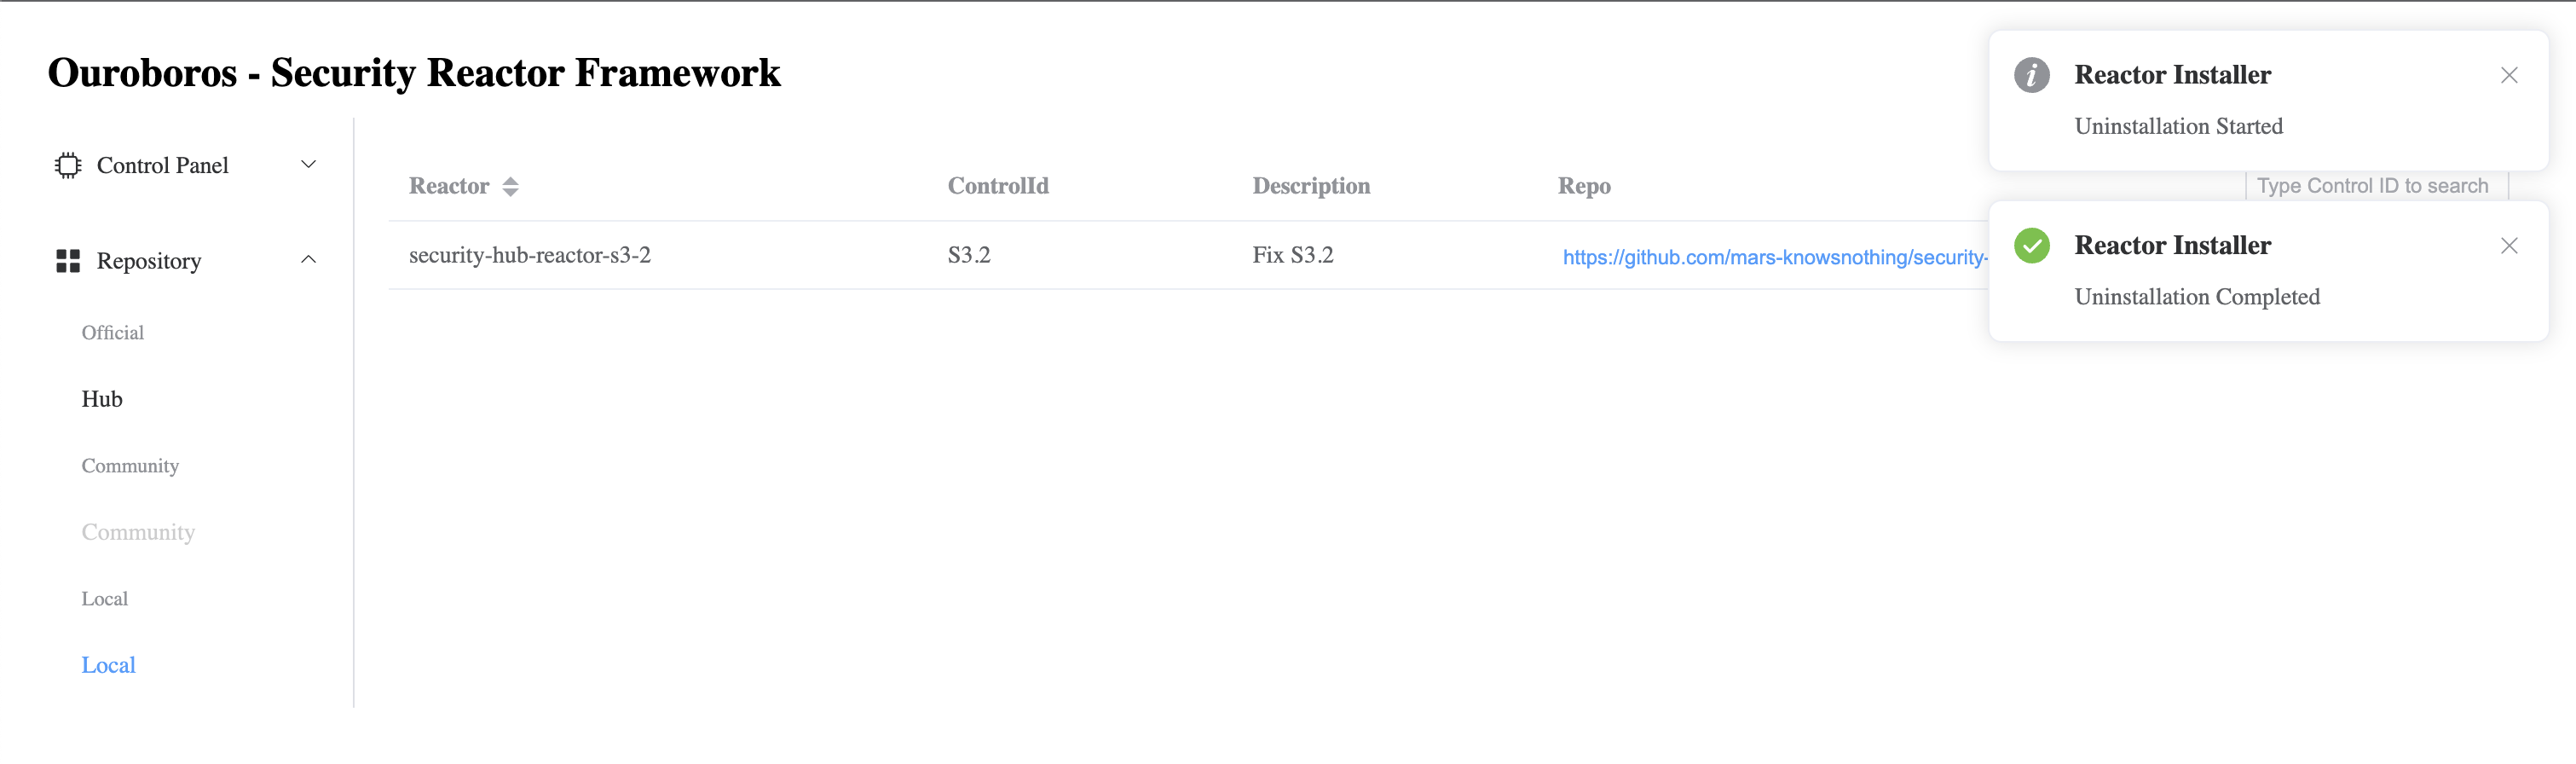 Ouroboros - Security Reactor Framework
Reactor Installer
Uninstallation Started
Control Panel
Reactor ControlId Description Repo Type Control ID to search
Repository
security-hub-reactor-s3-2 S3.2 Fix S3.2 https://github.com/mars-knowsnothing/security-
Reactor Installer
Uninstallation Completed
Official
Hub
Community
Community
Local
Local